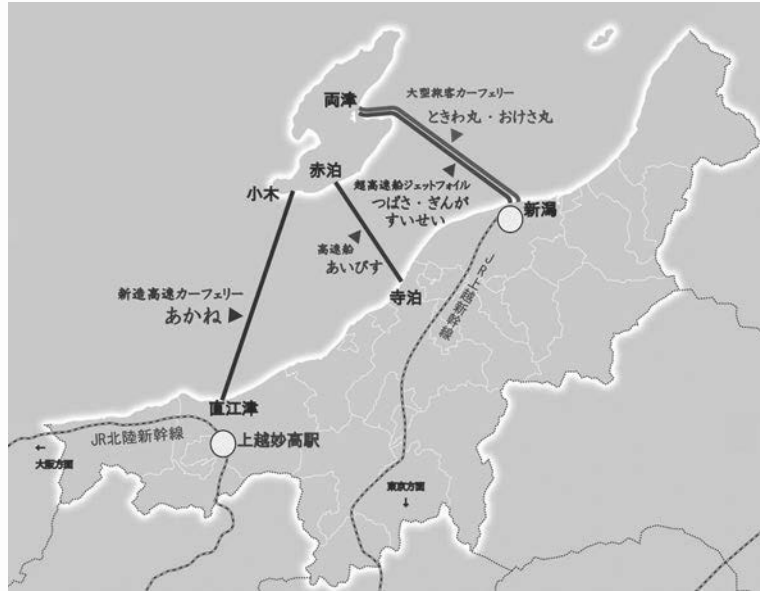 両津
大型旅客カーフェリー
ときわ丸・おけさ丸
赤泊
小木
超高速船ジェットフォイル
つばさ・ぎんが
すいせい
新潟
高速船
あいびす
新造高速カーフェリー
あかね
寺泊
JR上越新幹線
直江津
JR北陸新幹線
上越妙高駅
←
大阪方面
東京方面
↓